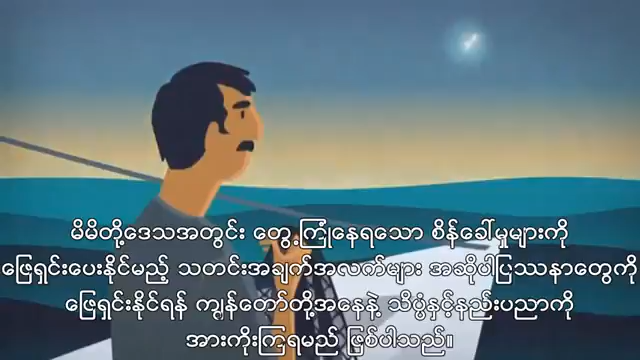 မိမိတို့ဒေသအတွင်း တွေ့ကြုံနေရသော စိန်ခေါ်မှုများကို
ဖြေရှင်းပေးနိုင်မည့် သတင်းအချက်အလက်များ အဆိုပါပြဿနာတွေကို
ဖြေရှင်းနိုင်ရန် ကျွန်တော်တို့အနေနဲ့ သိပ္ပံနှင့်နည်းပညာကို
အားကိုးကြရမည် ဖြစ်ပါသည်။